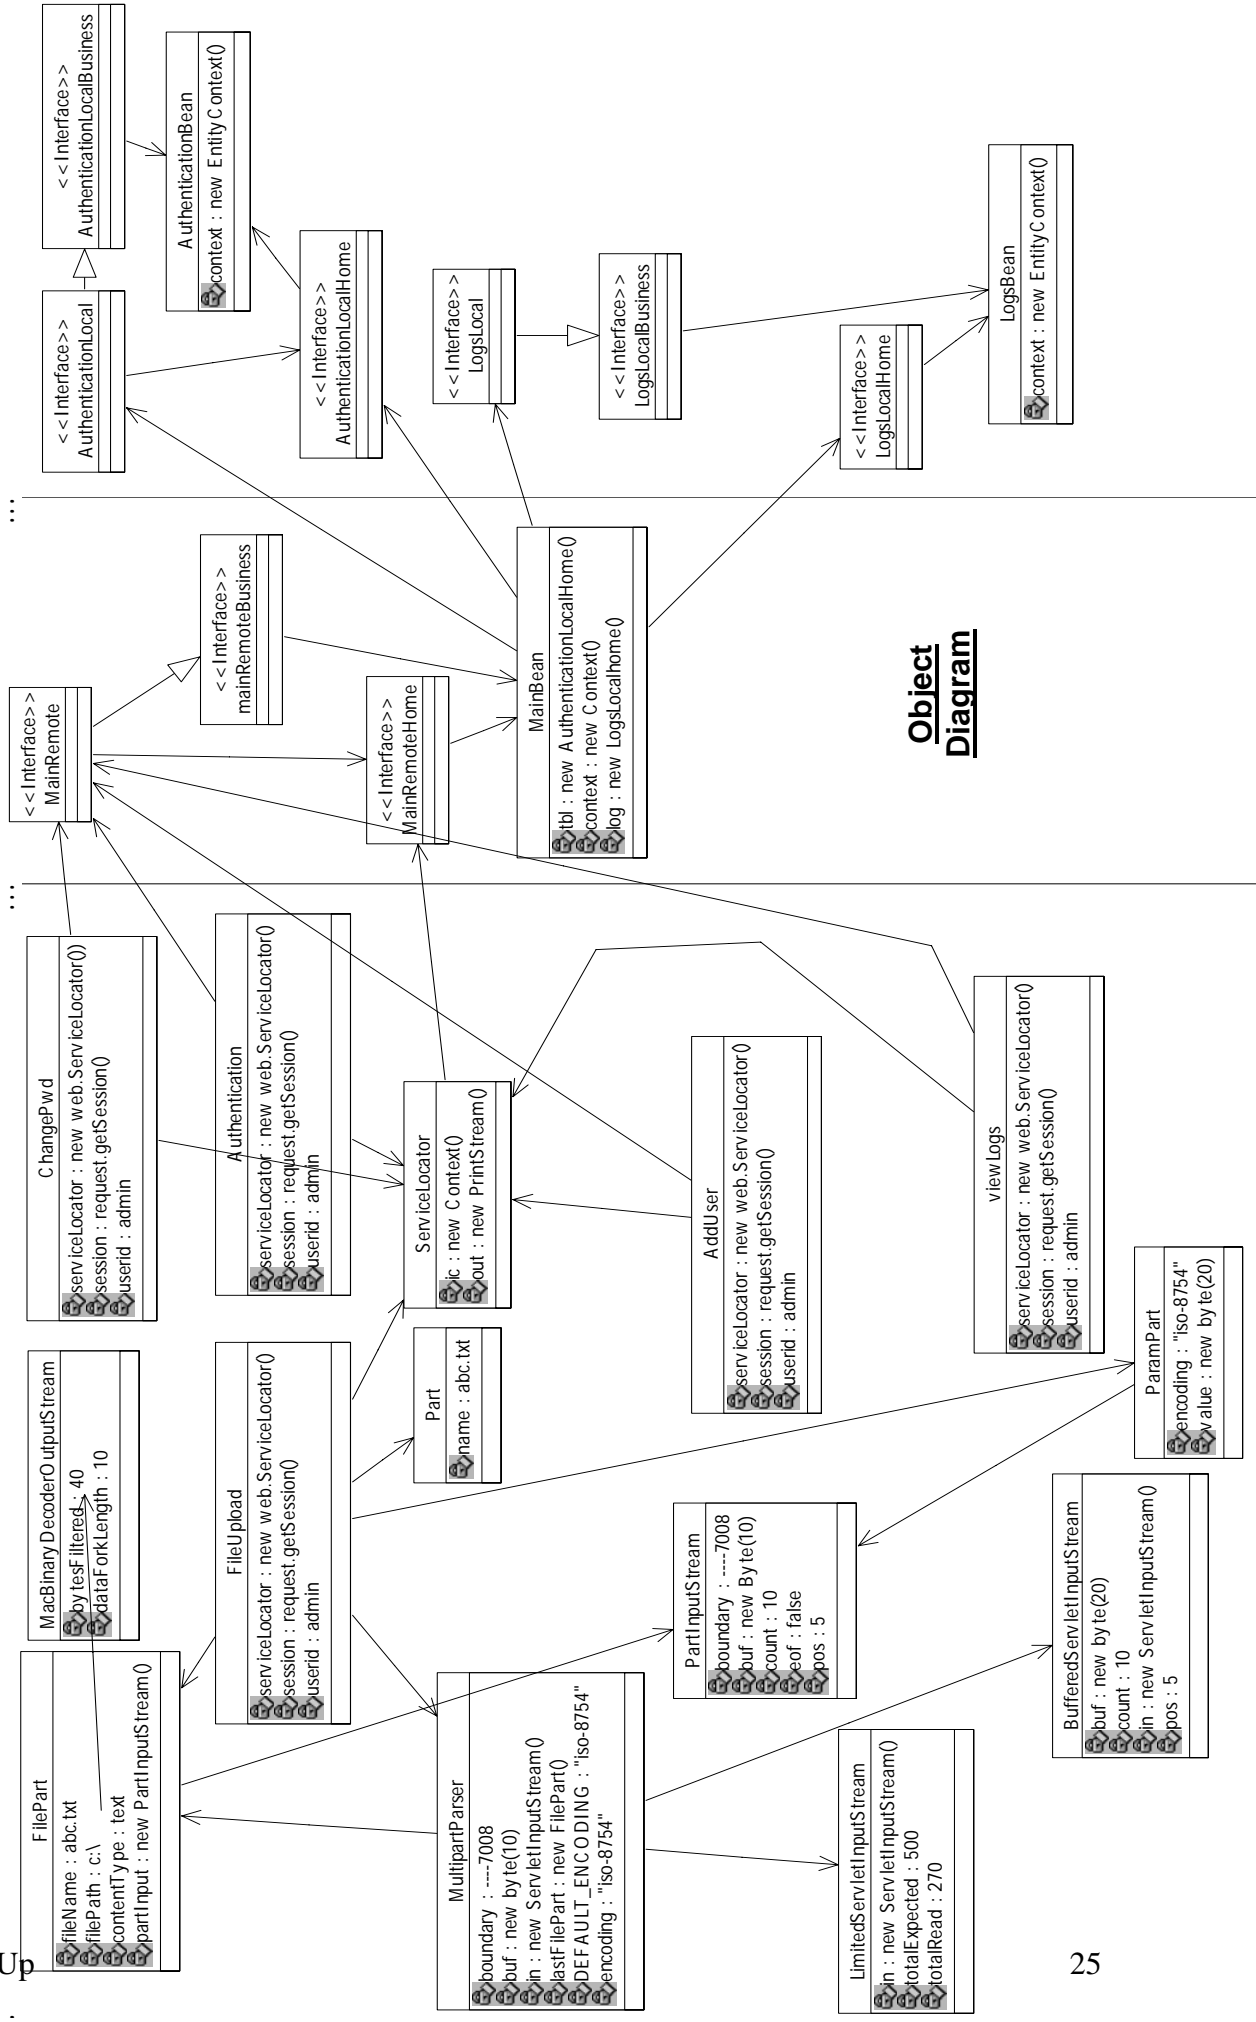 <<Interface>>
AuthenticationLocalBusiness
AuthenticationBean
context : new EntityContext()
<<Interface>>
AuthenticationLocal
<<Interface>>
AuthenticationLocalHome
<<Interface>>
LogsLocal
<<Interface>>
LogsLocalBusiness
<<Interface>>
LogsLocalHome
LogsBean
context : new EntityContext()
...
<<Interface>>
MainRemote
<<Interface>>
mainRemoteBusiness
<<Interface>>
MainRemoteHome
MainBean
tbl : new AuthenticationLocalHome()
context : new Context()
log : new LogsLocalhome()
Object
Diagram
...
ChangePwd
serviceLocator : new web.ServiceLocator())
session : request.getSession()
userid : admin
Authentication
serviceLocator : new web.ServiceLocator()
session : request.getSession()
userid : admin
ServiceLocator
ic : new Context()
out : new PrintStream()
AddUser
serviceLocator : new web.ServiceLocator()
session : request.getSession()
userid : admin
viewLogs
serviceLocator : new web.ServiceLocator()
session : request.getSession()
userid : admin
MacBinaryDecoderOutputStream
bytesFiltered : 40
dataForkLength : 10
FileUpload
serviceLocator : new web.ServiceLocator()
session : request.getSession()
userid : admin
Part
name : abc.txt
ParamPart
encoding : "iso-8754"
value : new byte(20)
PartInputStream
boundary : ----7008
buf : new Byte(10)
count : 10
eof : false
pos : 5
BufferedServletInputStream
buf : new byte(20)
count : 10
in : new ServletInputStream()
pos : 5
FilePart
fileName : abc.txt
filePath : c:\
contentType : text
partInput : new PartInputStream()
MultipartParser
boundary : ----7008
buf : new byte(10)
in : new ServletInputStream()
lastFilePart : new FilePart()
DEFAULT_ENCODING : "iso-8754"
encoding : "iso-8754"
LimitedServletInputStream
in : new ServletInputStream()
totalExpected : 500
totalRead : 270
Up
25
.